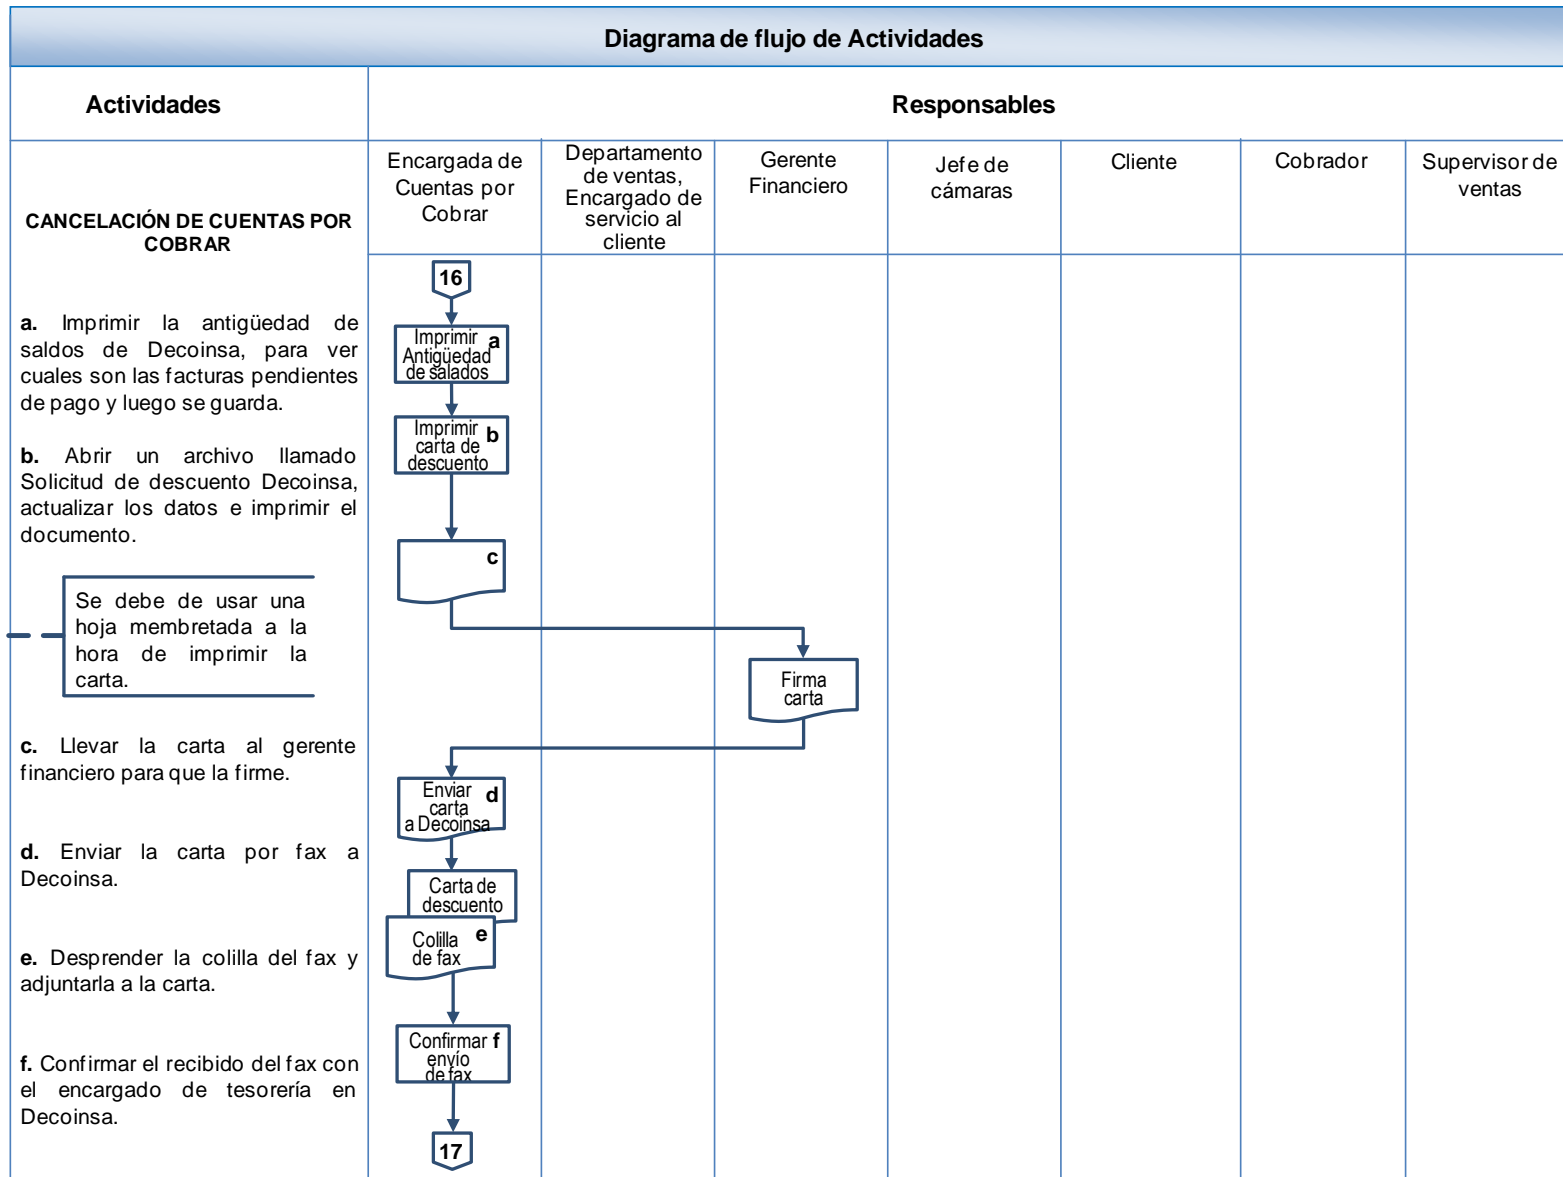 Diagrama de flujo de Actividades
Actividades
Responsables
CANCELACIÓN DE CUENTAS POR
COBRAR
Encargada de
Cuentas por
Cobrar
Departamento
de ventas,
Encargado de
servicio al
cliente
Gerente
Financiero
Jefe de
cámaras
Cliente
Cobrador
Supervisor de
ventas
a. Imprimir la antigüedad de
saldos de Decoinsa, para ver
cuales son las facturas pendientes
de pago y luego se guarda.
b. Abrir un archivo llamado
Solicitud de descuento Decoinsa,
actualizar los datos e imprimir el
documento.
Se debe de usar una
hoja membretada a la
hora de imprimir la
carta.
c. Llevar la carta al gerente
financiero para que la firme.
d. Enviar la carta por fax a
Decoinsa.
e. Desprender la colilla del fax y
adjuntarla a la carta.
f. Confirmar el recibido del fax con
el encargado de tesorería en
Decoinsa.
16
Imprimir a
Antigüedad
de salados
Imprimir b
carta de
descuento
c
Firma
carta
Enviar d
carta
a Decoinsa
Carta de
descuento
Colilla e
de fax
Confirmar f
envío
de fax
17